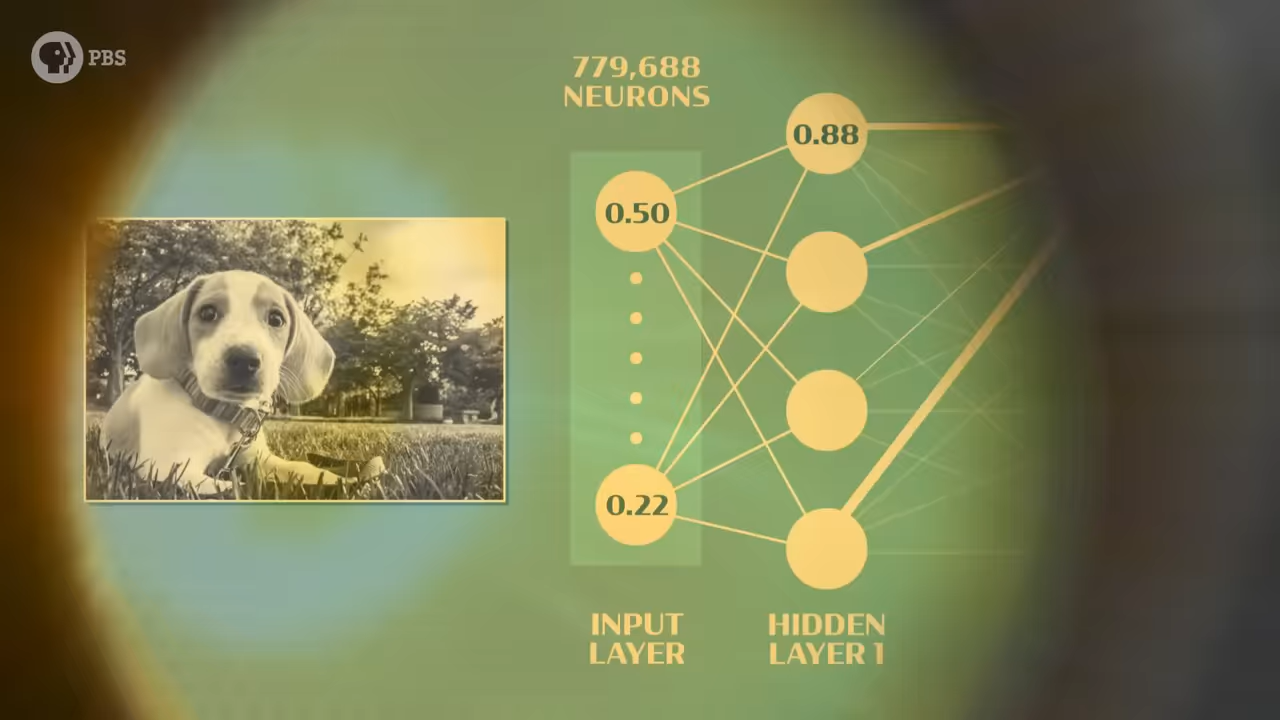 PBS
779,688
NEURONS
0.88
0.50
0.22
INPUT
LAYER
HIDDEN
LAYER 1